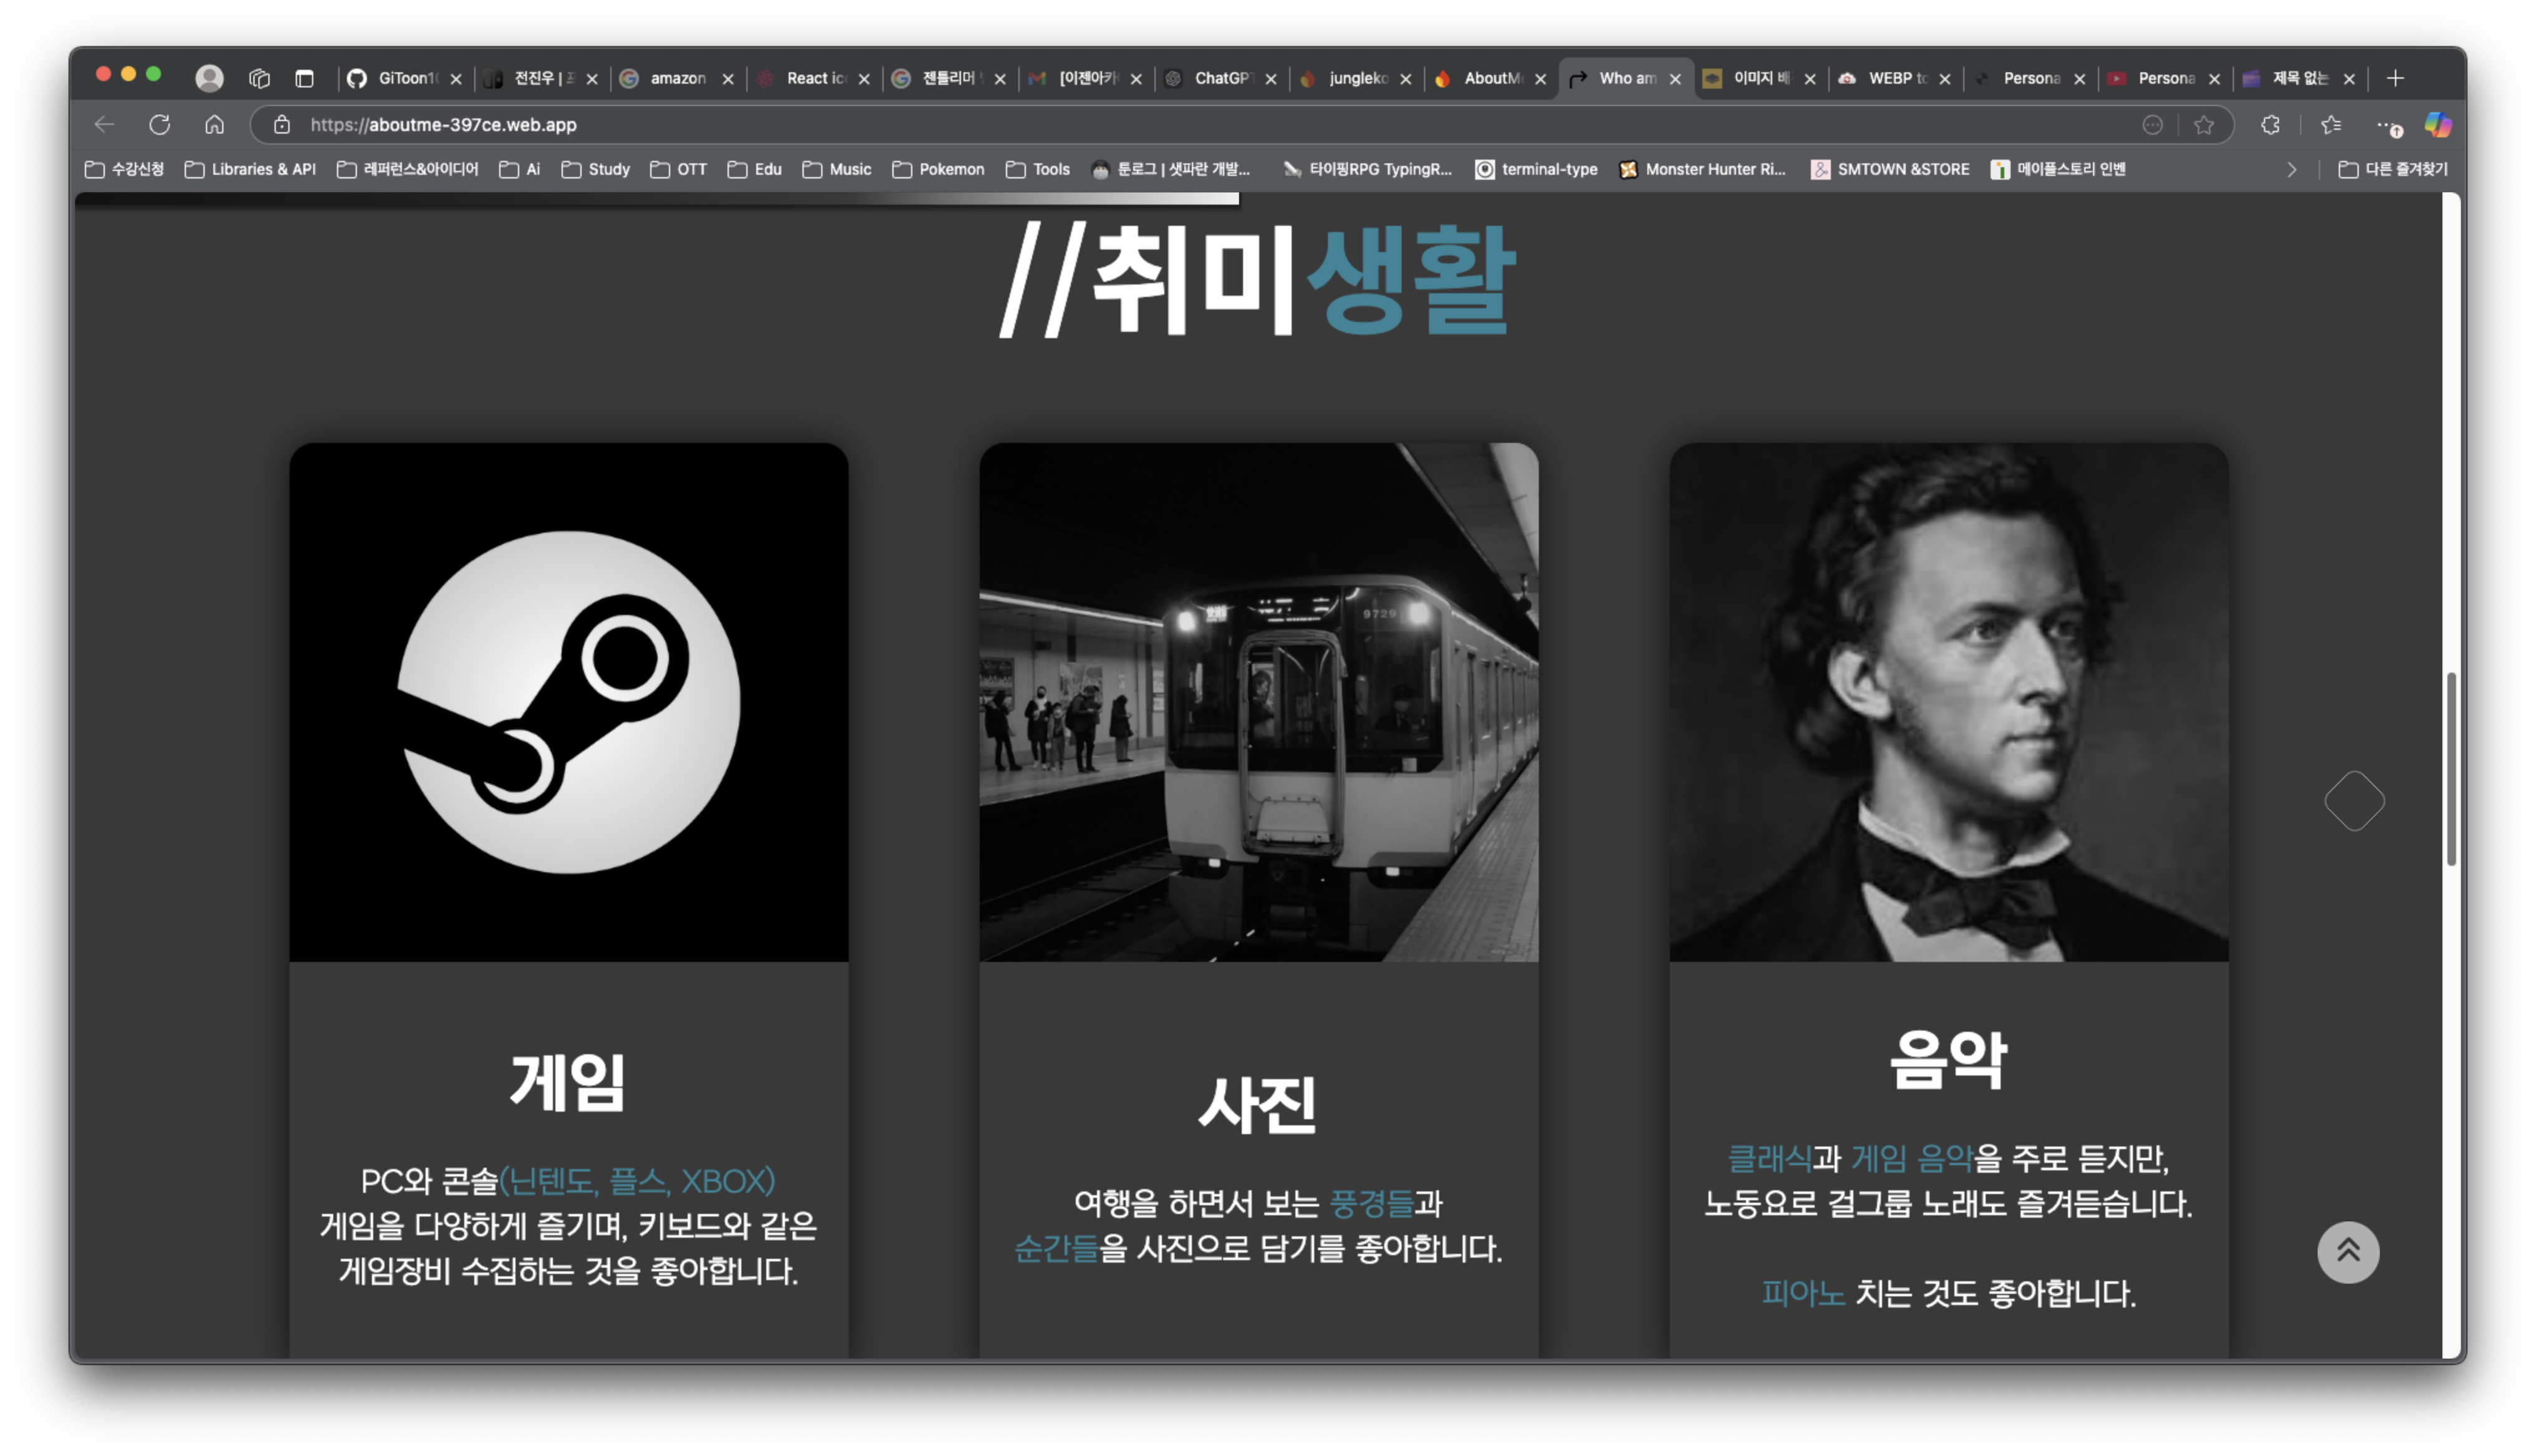 GiToon1
전진우 |
amazon
React ic
젠틀리머
[이젠아카
ChatGPT
jungleko
AboutM
Who am
이미지 배
WEBP to
Persona
Persona
제목 없는
https://aboutme-397ce.web.app
수강신청
Libraries & API
레퍼런스&아이디어
Ai
Study
OTT
Edu
Music
Pokemon
Tools
툰로그 | 샛파란 개발...
타이핑RPG TypingR...
terminal-type
Monster Hunter Ri...
SMTOWN &STORE
메이플스토리 인벤
다른 즐겨찾기
//취미생활
9729
게임
PC와 콘솔(닌텐도, 플스, XBOX)
게임을 다양하게 즐기며, 키보드와 같은
게임장비 수집하는 것을 좋아합니다.
사진
여행을 하면서 보는 풍경들과
순간들을 사진으로 담기를 좋아합니다.
음악
클래식과 게임 음악을 주로 듣지만,
노동요로 걸그룹 노래도 즐겨듣습니다.
피아노 치는 것도 좋아합니다.